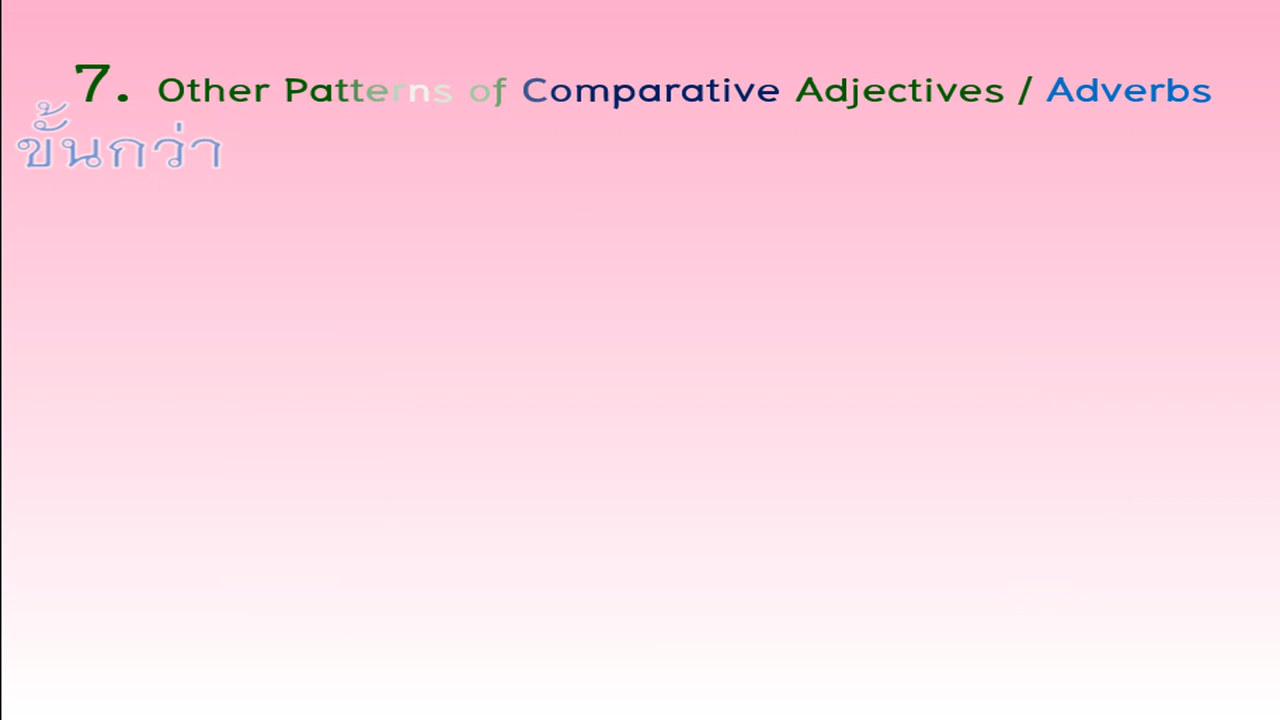 7. Other Patterns of Comparative Adjectives / Adverbs
ขั้นกว่า